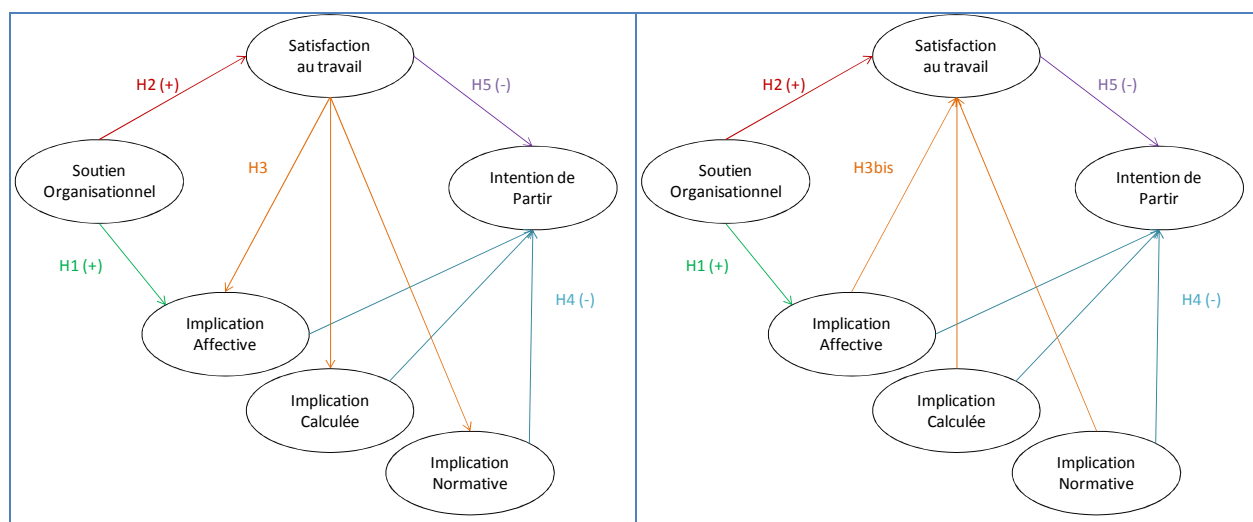 Satisfaction
au travail
H2 (+)
H5 (-)
Soutien
Organisationnel
H3
Intention de
Partir
H1 (+)
H4 (-)
Implication
Affective
Implication
Calculée
Implication
Normative
Satisfaction
au travail
H2 (+)
H5 (-)
Soutien
Organisationnel
H3bis
Intention de
Partir
H1 (+)
H4 (-)
Implication
Affective
Implication
Calculée
Implication
Normative